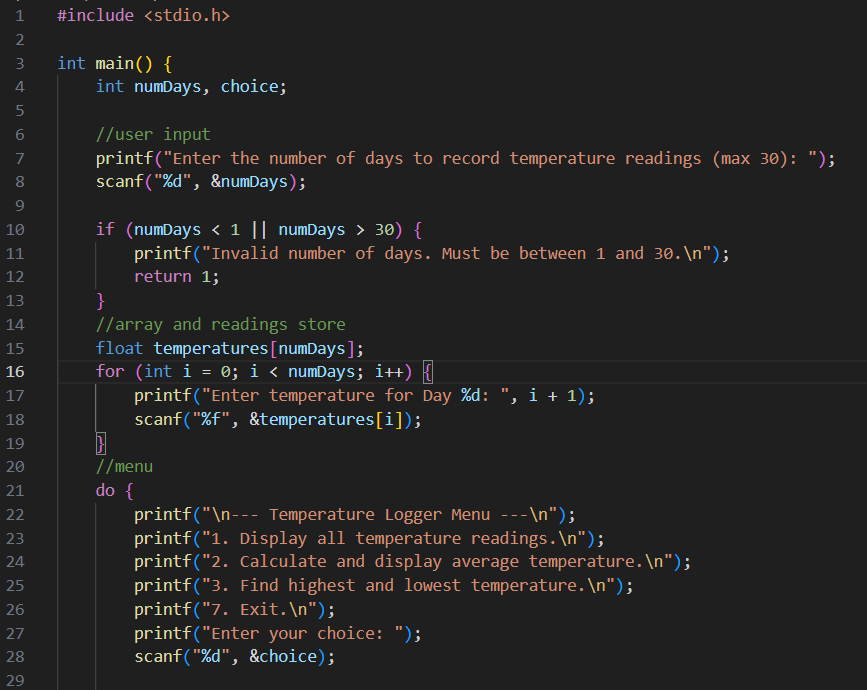 1 #include <stdio.h>
2
3 int main() {
4 int numDays, choice;
5
6 //user input
7 printf("Enter the number of days to record temperature readings (max 30): ");
8 scanf("%d", &numDays);
9
10 if (numDays < 1 || numDays > 30) {
11 printf("Invalid number of days. Must be between 1 and 30.\n");
12 return 1;
13 }
14 //array and readings store
15 float temperatures[numDays];
16 for (int i = 0; i < numDays; i++) {
17 printf("Enter temperature for Day %d: ", i + 1);
18 scanf("%f", &temperatures[i]);
19 }
20 //menu
21 do {
22 printf("\n--- Temperature Logger Menu ---\n");
23 printf("1. Display all temperature readings.\n");
24 printf("2. Calculate and display average temperature.\n");
25 printf("3. Find highest and lowest temperature.\n");
26 printf("7. Exit.\n");
27 printf("Enter your choice: ");
28 scanf("%d", &choice);
29